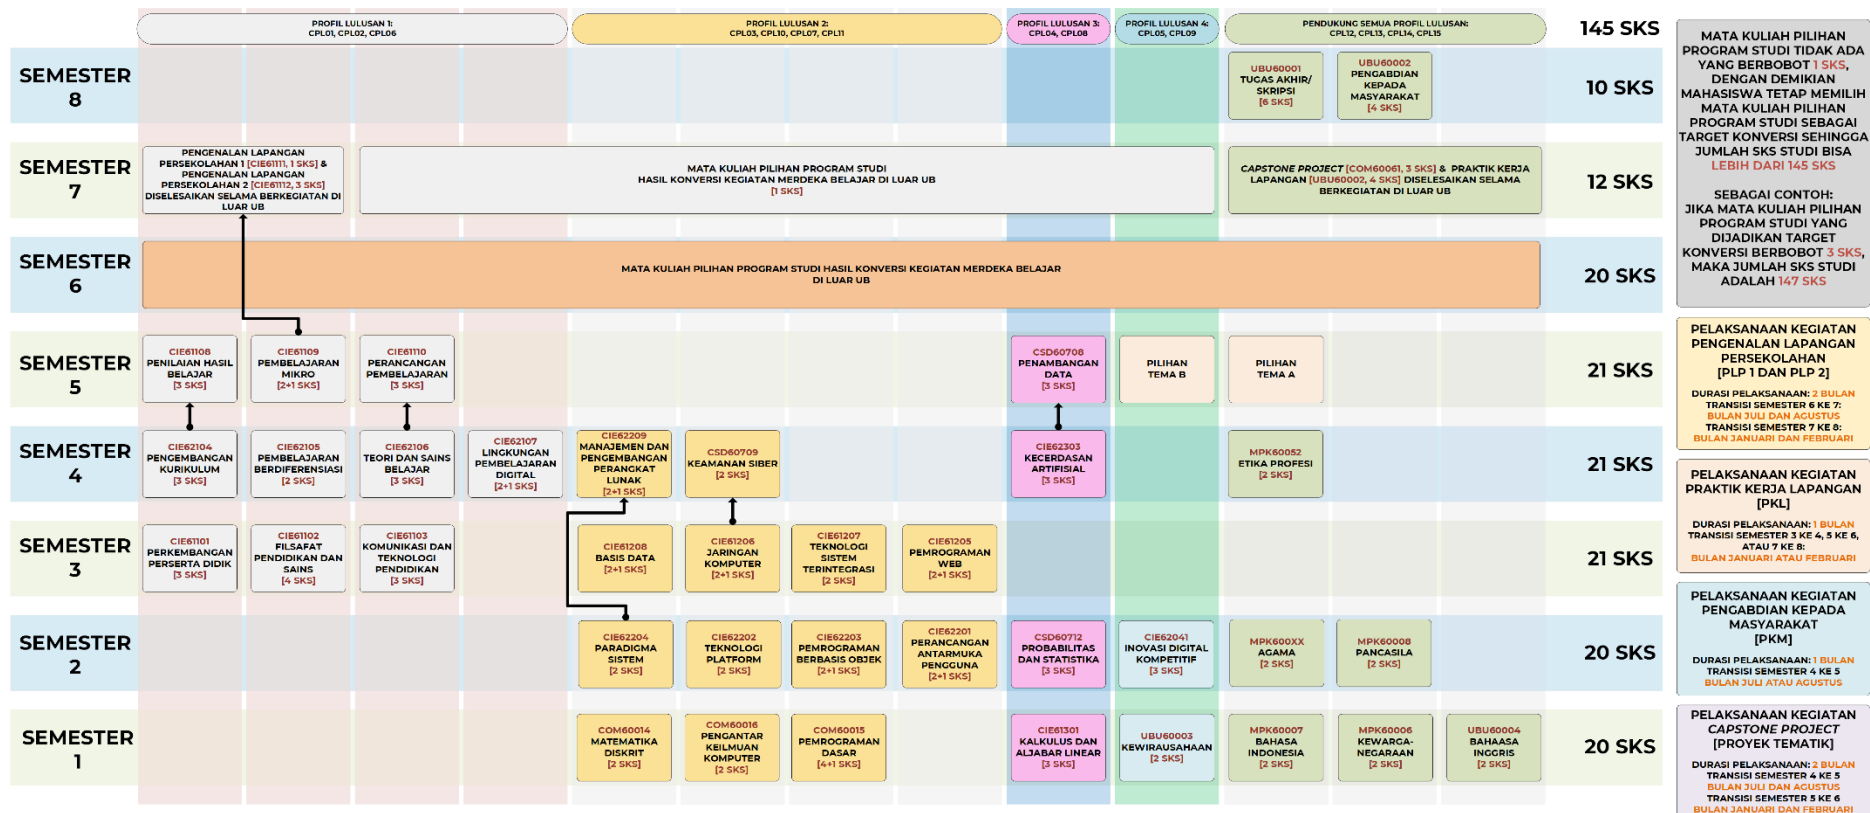 PROFIL LULUSAN 1:
CPL01, CPL02, CPL06
PROFIL LULUSAN 2:
CPL03, CPL10, CPL07, CPL11
PROFIL LULUSAN 3:
CPL04, CPL08
PROFIL LULUSAN 4:
CPL05, CPL09
PENDUKUNG SEMUA PROFIL LULUSAN:
CPL12, CPL13, CPL14, CPL15
145 SKS
SEMESTER
8
UBU60001
TUGAS AKHIR/
SKRIPSI
[6 SKS]
UBU60002
PENGABDIAN
KEPADA
MASYARAKAT
[4 SKS]
10 SKS
SEMESTER
7
PENGENALAN LAPANGAN
PERSEKOLAHAN 1 [CIE61111, 1 SKS] &
PENGENALAN LAPANGAN
PERSEKOLAHAN 2 [CIE61112, 3 SKS]
DISELESAIKAN SELAMA BERKEGIATAN DI
LUAR UB
MATA KULIAH PILIHAN PROGRAM STUDI
HASIL KONVERSI KEGIATAN MERDEKA BELAJAR DI LUAR UB
[1 SKS]
CAPSTONE PROJECT [COM60061, 3 SKS] & PRAKTIK KERJA
LAPANGAN [UBU60002, 4 SKS] DISELESAIKAN SELAMA
BERKEGIATAN DI LUAR UB
12 SKS
SEMESTER
6
MATA KULIAH PILIHAN PROGRAM STUDI HASIL KONVERSI KEGIATAN MERDEKA BELAJAR
DI LUAR UB
20 SKS
SEMESTER
5
CIE61108
PENILAIAN HASIL
BELAJAR
[3 SKS]
CIE61109
PEMBELAJARAN
MIKRO
[2+1 SKS]
CIE61110
PERANCANGAN
PEMBELAJARAN
[3 SKS]
CSD60708
PENAMBANGAN
DATA
[3 SKS]
PILIHAN
TEMA B
PILIHAN
TEMA A
21 SKS
SEMESTER
4
CIE62104
PENGEMBANGAN
KURIKULUM
[3 SKS]
CIE62105
PEMBELAJARAN
BERDIFERENSIASI
[2 SKS]
CIE62106
TEORI DAN SAINS
BELAJAR
[3 SKS]
CIE62107
LINGKUNGAN
PEMBELAJARAN
DIGITAL
[2+1 SKS]
CIE62209
MANAJEMEN DAN
PENGEMBANGAN
PERANGKAT
LUNAK
[2+1 SKS]
CSD60709
KEAMANAN SIBER
[2 SKS]
CIE62303
KECERDASAN
ARTIFISIAL
[3 SKS]
MPK60052
ETIKA PROFESI
[2 SKS]
21 SKS
SEMESTER
3
CIE61101
PERKEMBANGAN
PERSERTA DIDIK
[3 SKS]
CIE61102
FILSAFAT
PENDIDIKAN DAN
SAINS
[4 SKS]
CIE61103
KOMUNIKASI DAN
TEKNOLOGI
PENDIDIKAN
[3 SKS]
CIE61208
BASIS DATA
[2+1 SKS]
CIE61206
JARINGAN
KOMPUTER
[2+1 SKS]
CIE61207
TEKNOLOGI
SISTEM
TERINTEGRASI
[2 SKS]
CIE61205
PEMROGRAMAN
WEB
[2+1 SKS]
21 SKS
SEMESTER
2
CIE62204
PARADIGMA
SISTEM
[2 SKS]
CIE62202
TEKNOLOGI
PLATFORM
[2 SKS]
CIE62203
PEMROGRAMAN
BERBASIS OBJEK
[2+1 SKS]
CIE62201
PERANCANGAN
ANTARMUKA
PENGGUNA
[2+1 SKS]
CSD60712
PROBABILITAS
DAN STATISTIKA
[3 SKS]
CIE62041
INOVASI DIGITAL
KOMPETITIF
[3 SKS]
MPK600XX
AGAMA
[2 SKS]
MPK60008
PANCASILA
[2 SKS]
20 SKS
SEMESTER
1
COM60014
MATEMATIKA
DISKRIT
[2 SKS]
COM60016
PENGANTAR
KEILMUAN
KOMPUTER
[2 SKS]
COM60015
PEMROGRAMAN
DASAR
[4+1 SKS]
CIE61301
KALKULUS DAN
ALJABAR LINEAR
[3 SKS]
UBU60003
KEWIRAUSAHAAN
[2 SKS]
MPK60007
BAHASA
INDONESIA
[2 SKS]
MPK60006
KEWARGA-
NEGARAAN
[2 SKS]
UBU60004
BAHAASA
INGGRIS
[2 SKS]
20 SKS
MATA KULIAH PILIHAN
PROGRAM STUDI TIDAK ADA
YANG BERBOBOT 1 SKS,
DENGAN DEMIKIAN
MAHASISWA TETAP MEMILIH
MATA KULIAH PILIHAN
PROGRAM STUDI SEBAGAI
TARGET KONVERSI SEHINGGA
JUMLAH SKS STUDI BISA
LEBIH DARI 145 SKS
SEBAGAI CONTOH:
JIKA MATA KULIAH PILIHAN
PROGRAM STUDI YANG
DIJADIKAN TARGET
KONVERSI BERBOBOT 3 SKS,
MAKA JUMLAH SKS STUDI
ADALAH 147 SKS
PELAKSANAAN KEGIATAN
PENGENALAN LAPANGAN
PERSEKOLAHAN
[PLP 1 DAN PLP 2]
DURASI PELAKSANAAN: 2 BULAN
TRANSISI SEMESTER 6 KE 7:
BULAN JULI DAN AGUSTUS
TRANSISI SEMESTER 7 KE 8:
BULAN JANUARI DAN FEBRUARI
PELAKSANAAN KEGIATAN
PRAKTIK KERJA LAPANGAN
[PKL]
DURASI PELAKSANAAN: 1 BULAN
TRANSISI SEMESTER 3 KE 4, 5 KE 6,
ATAU 7 KE 8:
BULAN JANUARI ATAU FEBRUARI
PELAKSANAAN KEGIATAN
PENGABDIAN KEPADA
MASYARAKAT
[PKM]
DURASI PELAKSANAAN: 1 BULAN
TRANSISI SEMESTER 4 KE 5
BULAN JULI ATAU AGUSTUS
PELAKSANAAN KEGIATAN
CAPSTONE PROJECT
[PROYEK TEMATIK]
DURASI PELAKSANAAN: 2 BULAN
TRANSISI SEMESTER 4 KE 5
BULAN JULI DAN AGUSTUS
TRANSISI SEMESTER 5 KE 6
BULAN JANUARI DAN FEBRUARI